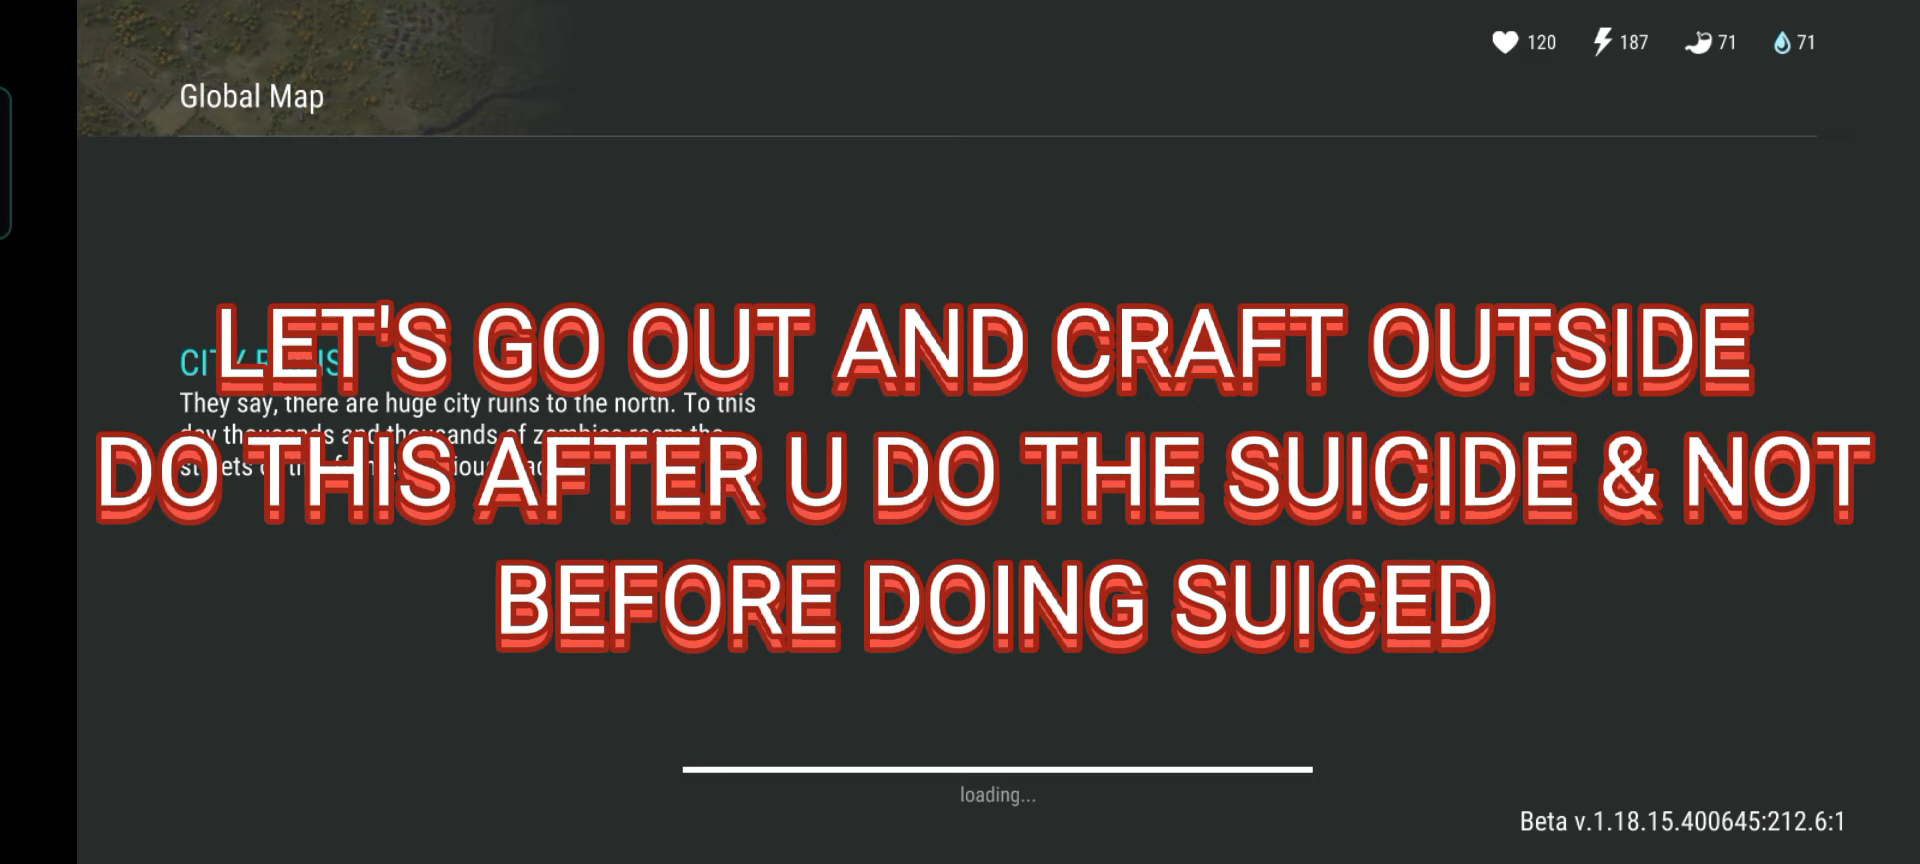 120 187 71 71
Global Map
LET'S GO OUT AND CRAFT OUTSIDE
They say, there are huge city ruins to the north. To this
DO THIS AFTER U DO THE SUICIDE & NOT
BEFORE DOING SUICED
loading...
Beta v.1.18.15.400645:212.6:1